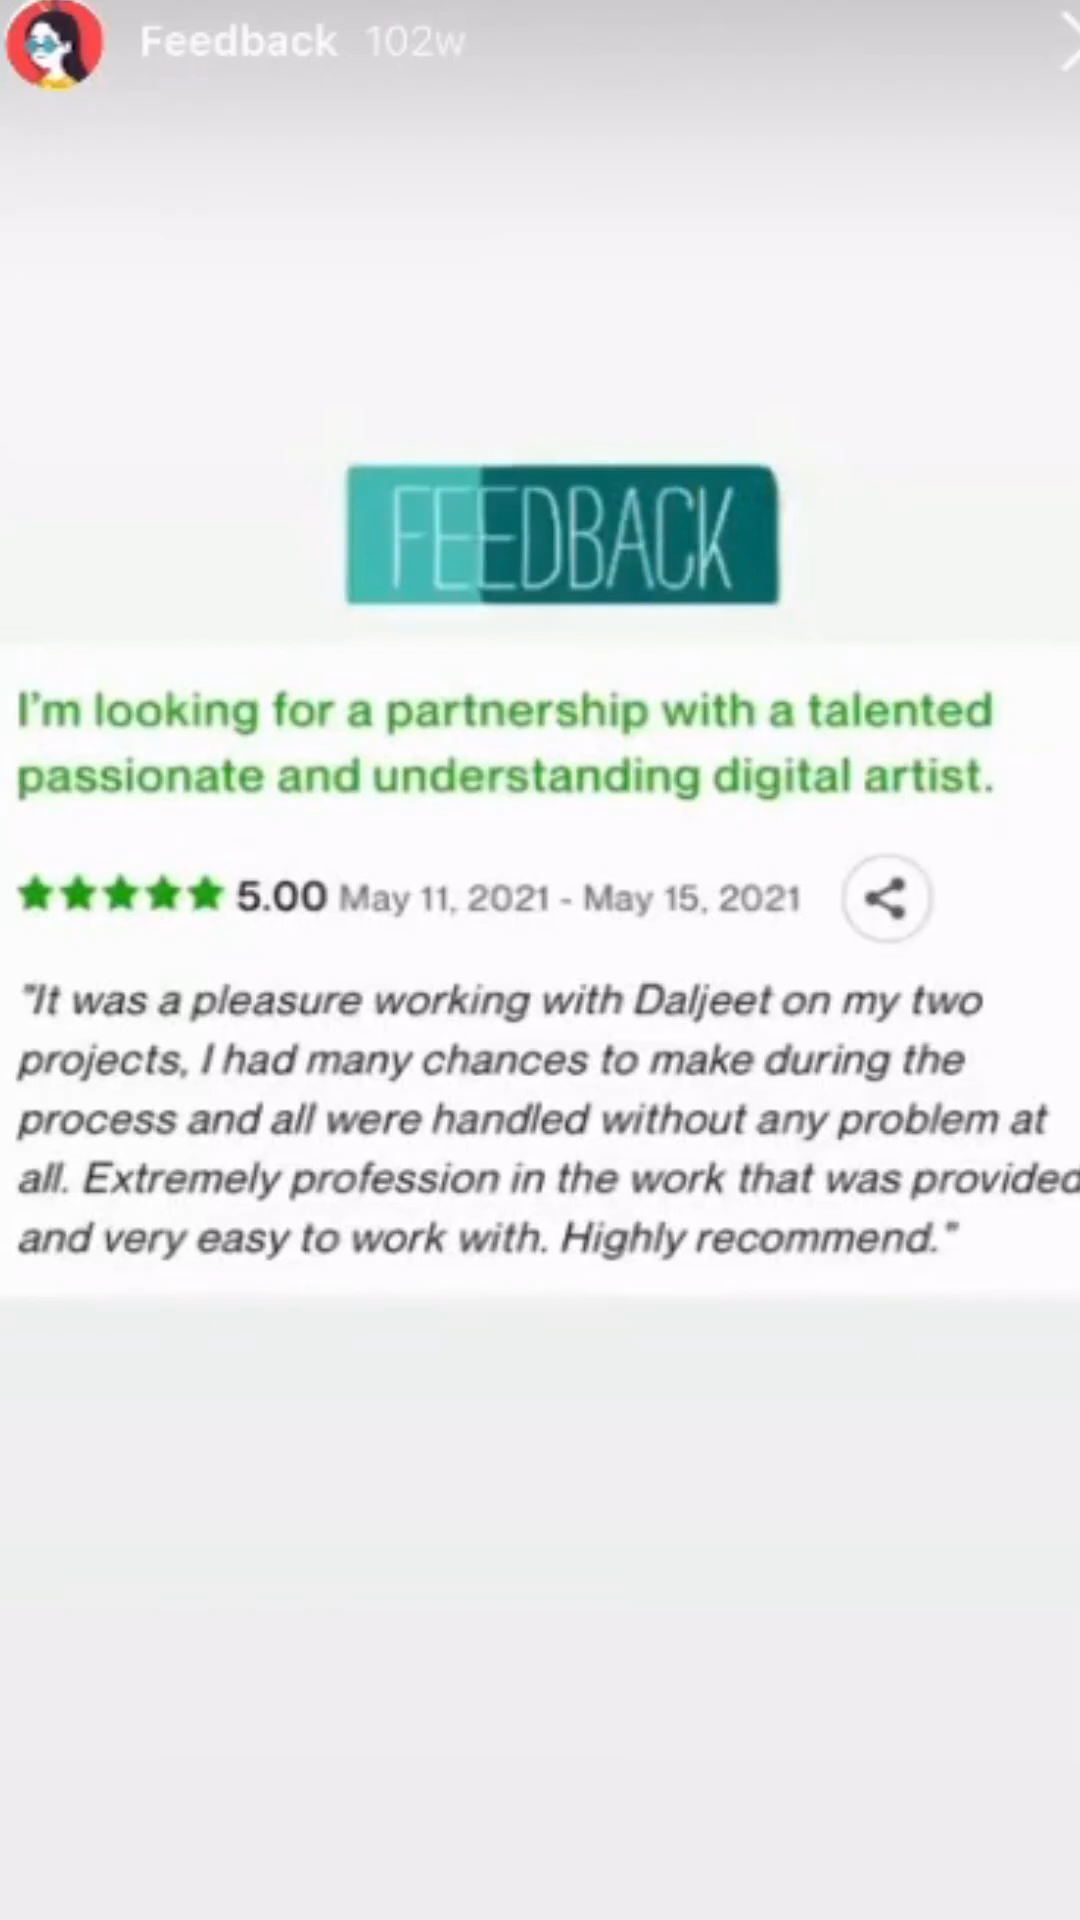 Feedback 102w
FEEDBACK
I'm looking for a partnership with a talented
passionate and understanding digital artist.
5.00 May 11, 2021 - May 15, 2021
"It was a pleasure working with Daljeet on my two
projects, I had many chances to make during the
process and all were handled without any problem at
all. Extremely profession in the work that was provided
and very easy to work with. Highly recommend."